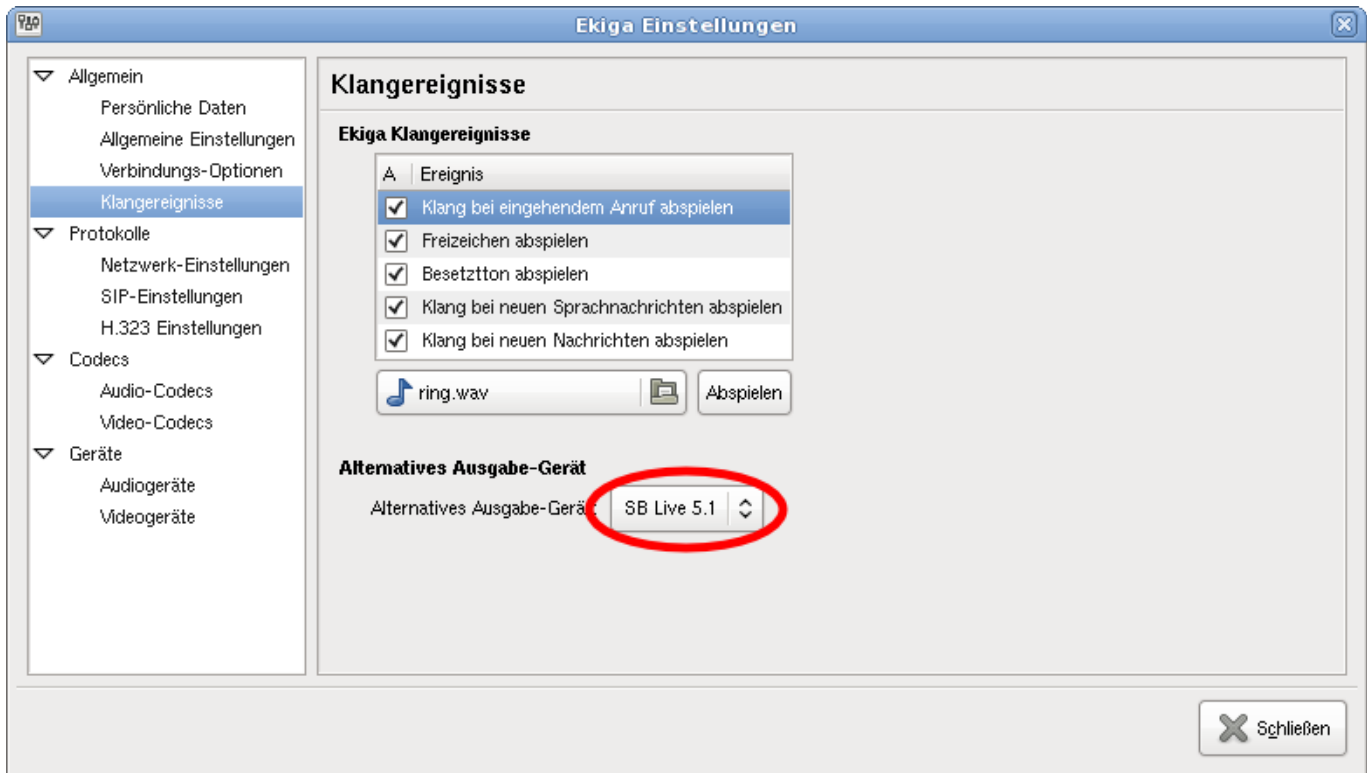 Ekiga Einstellungen
Allgemein
Persönliche Daten
Allgemeine Einstellungen
Verbindungs-Optionen
Klangereignisse
Protokolle
Netzwerk-Einstellungen
SIP-Einstellungen
H.323 Einstellungen
Codecs
Audio-Codecs
Video-Codecs
Geräte
Audiogeräte
Videogeräte
Klangereignisse
Ekiga Klangereignisse
A Ereignis
Klang bei eingehendem Anruf abspielen
Freizeichen abspielen
Besetztton abspielen
Klang bei neuen Sprachnachrichten abspielen
Klang bei neuen Nachrichten abspielen
ring.wav Abspielen
Alternatives Ausgabe-Gerät
Alternatives Ausgabe-Gerät: SB Live 5.1
Schließen